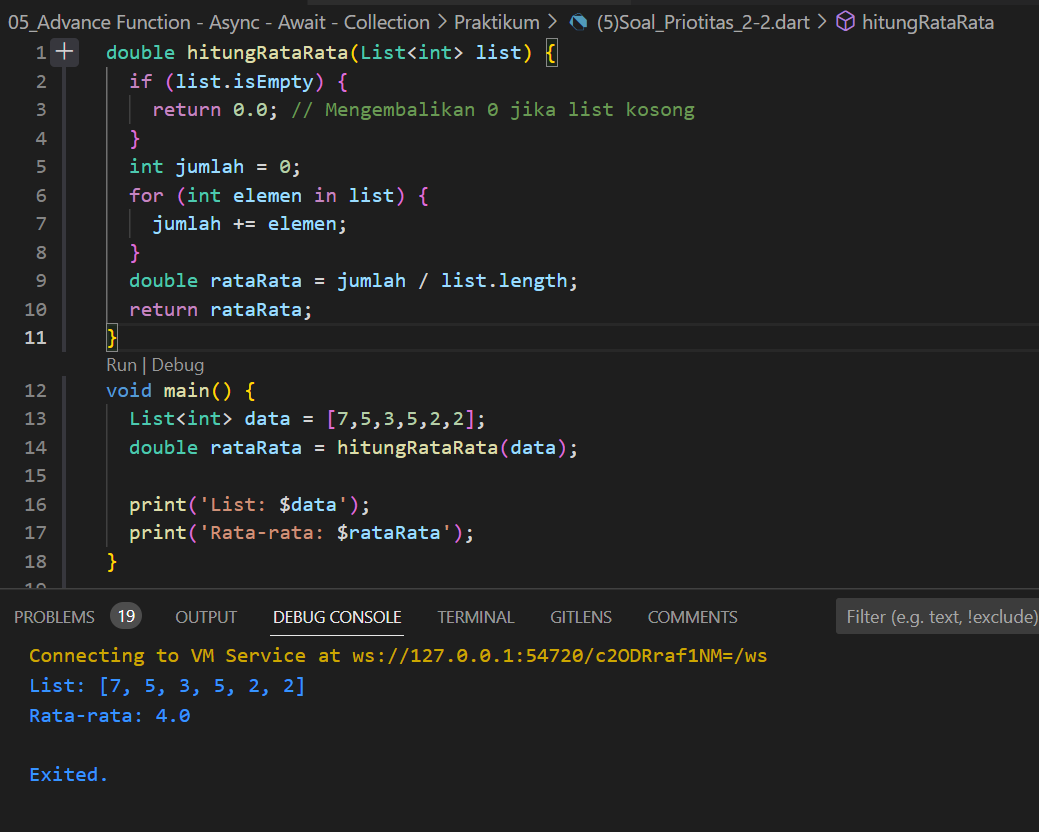 05_Advance Function - Async - Await - Collection > Praktikum > (5)Soal_Priotitas_2-2.dart > hitungRataRata
1 + double hitungRataRata(List<int> list) {
2 if (list.isEmpty) {
3 return 0.0; // Mengembalikan 0 jika list kosong
4 }
5 int jumlah = 0;
6 for (int elemen in list) {
7 jumlah += elemen;
8 }
9 double rataRata = jumlah / list.length;
10 return rataRata;
11 }
Run | Debug
12 void main() {
13 List<int> data = [7,5,3,5,2,2];
14 double rataRata = hitungRataRata(data);
15
16 print('List: $data');
17 print('Rata-rata: $rataRata');
18 }
19
PROBLEMS 19 OUTPUT DEBUG CONSOLE TERMINAL GITLENS COMMENTS Filter (e.g. text, !exclude)
Connecting to VM Service at ws://127.0.0.1:54720/c2ODRraf1NM=/ws
List: [7, 5, 3, 5, 2, 2]
Rata-rata: 4.0
Exited.